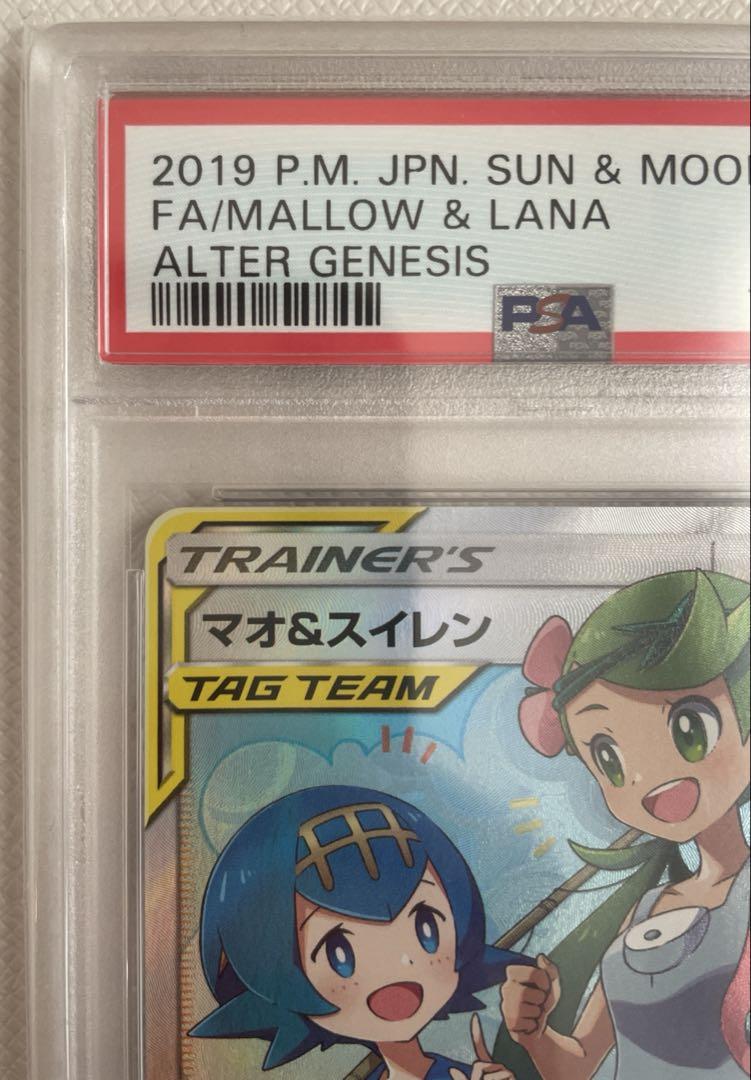 2019 P.M. JPN. SUN & MOO
FA/MALLOW & LANA
ALTER GENESIS
PSA
TRAINER'S
マオ&スイレン
TAG TEAM